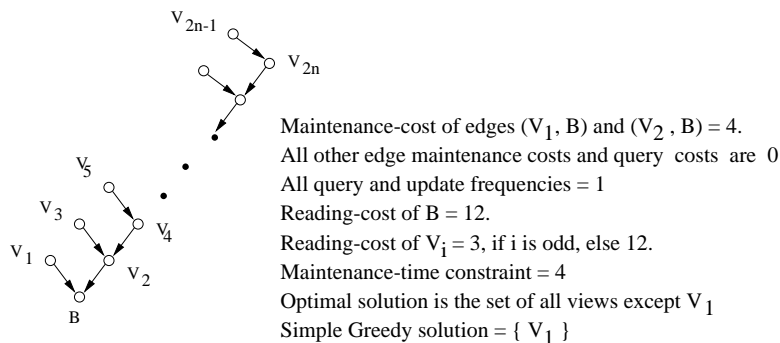 V2n-1
V2n
V5
V3
V4
V1
V2
B
Maintenance-cost of edges (V1, B) and (V2 , B) = 4.
All other edge maintenance costs and query costs are 0
All query and update frequencies = 1
Reading-cost of B = 12.
Reading-cost of Vi = 3, if i is odd, else 12.
Maintenance-time constraint = 4
Optimal solution is the set of all views except V1
Simple Greedy solution = { V1 }